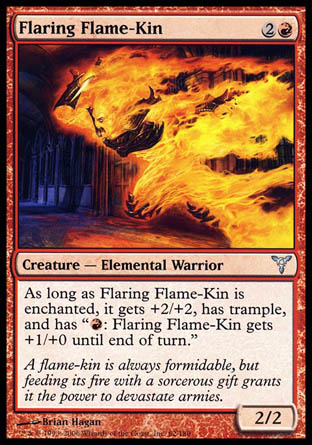 Flaring Flame-Kin 2
Creature — Elemental Warrior
As long as Flaring Flame-Kin is
enchanted, it gets +2/+2, has trample,
and has “: Flaring Flame-Kin gets
+1/+0 until end of turn.”
A flame-kin is always formidable, but
feeding its fire with a sorcerous gift grants
it the power to devastate armies.
Brian Hagan
2/2